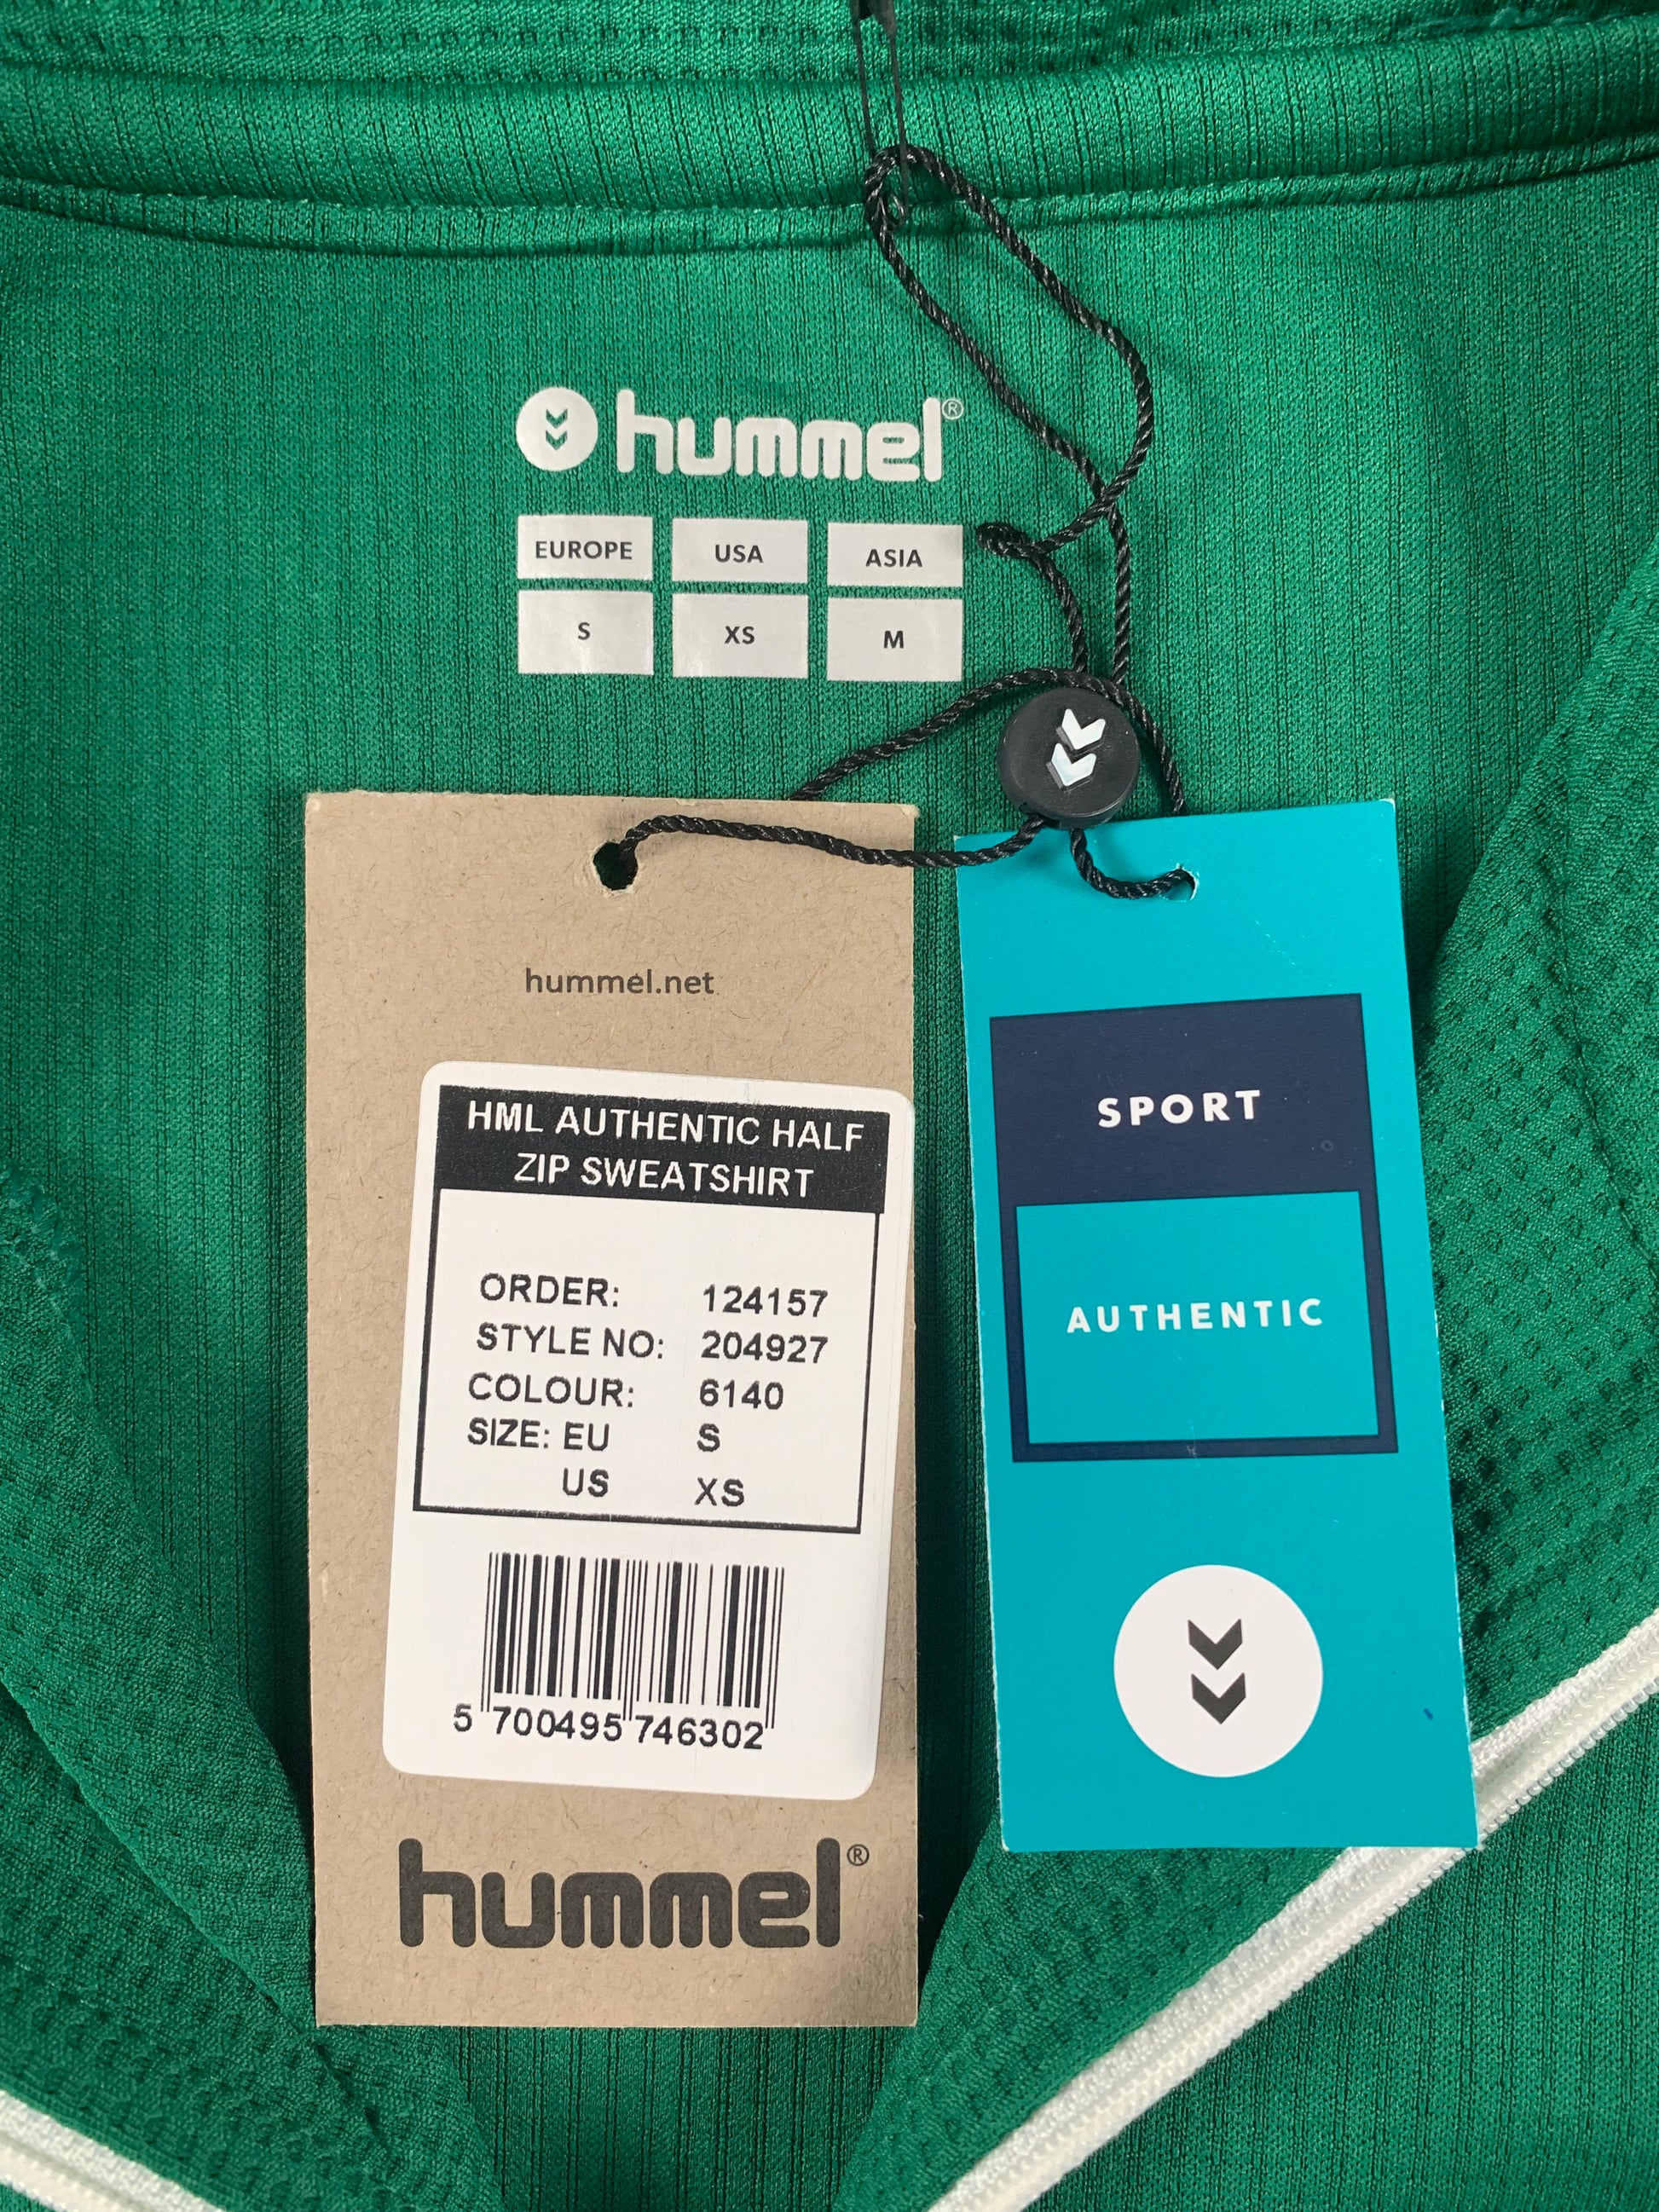 hummel®
EUROPE USA ASIA
S XS M
hummel.net
HML AUTHENTIC HALF
ZIP SWEATSHIRT
ORDER: 124157
STYLE NO: 204927
COLOUR: 6140
SIZE: EU S
US XS
5 700495 746302
hummel®
SPORT
AUTHENTIC